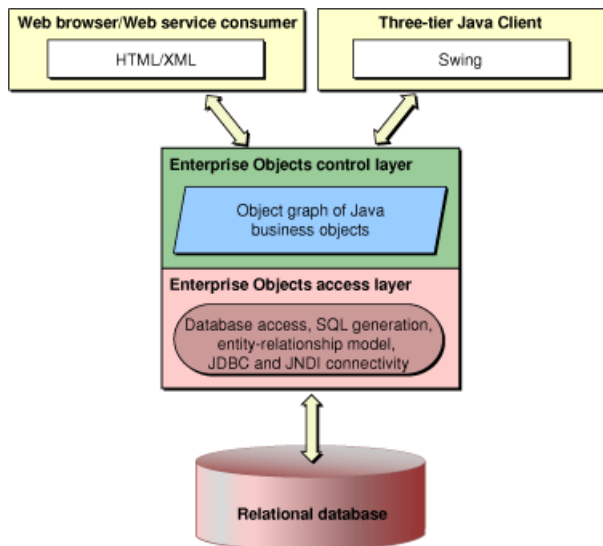 Web browser/Web service consumer
HTML/XML
Three-tier Java Client
Swing
Enterprise Objects control layer
Object graph of Java
business objects
Enterprise Objects access layer
Database access, SQL generation,
entity-relationship model,
JDBC and JNDI connectivity
Relational database